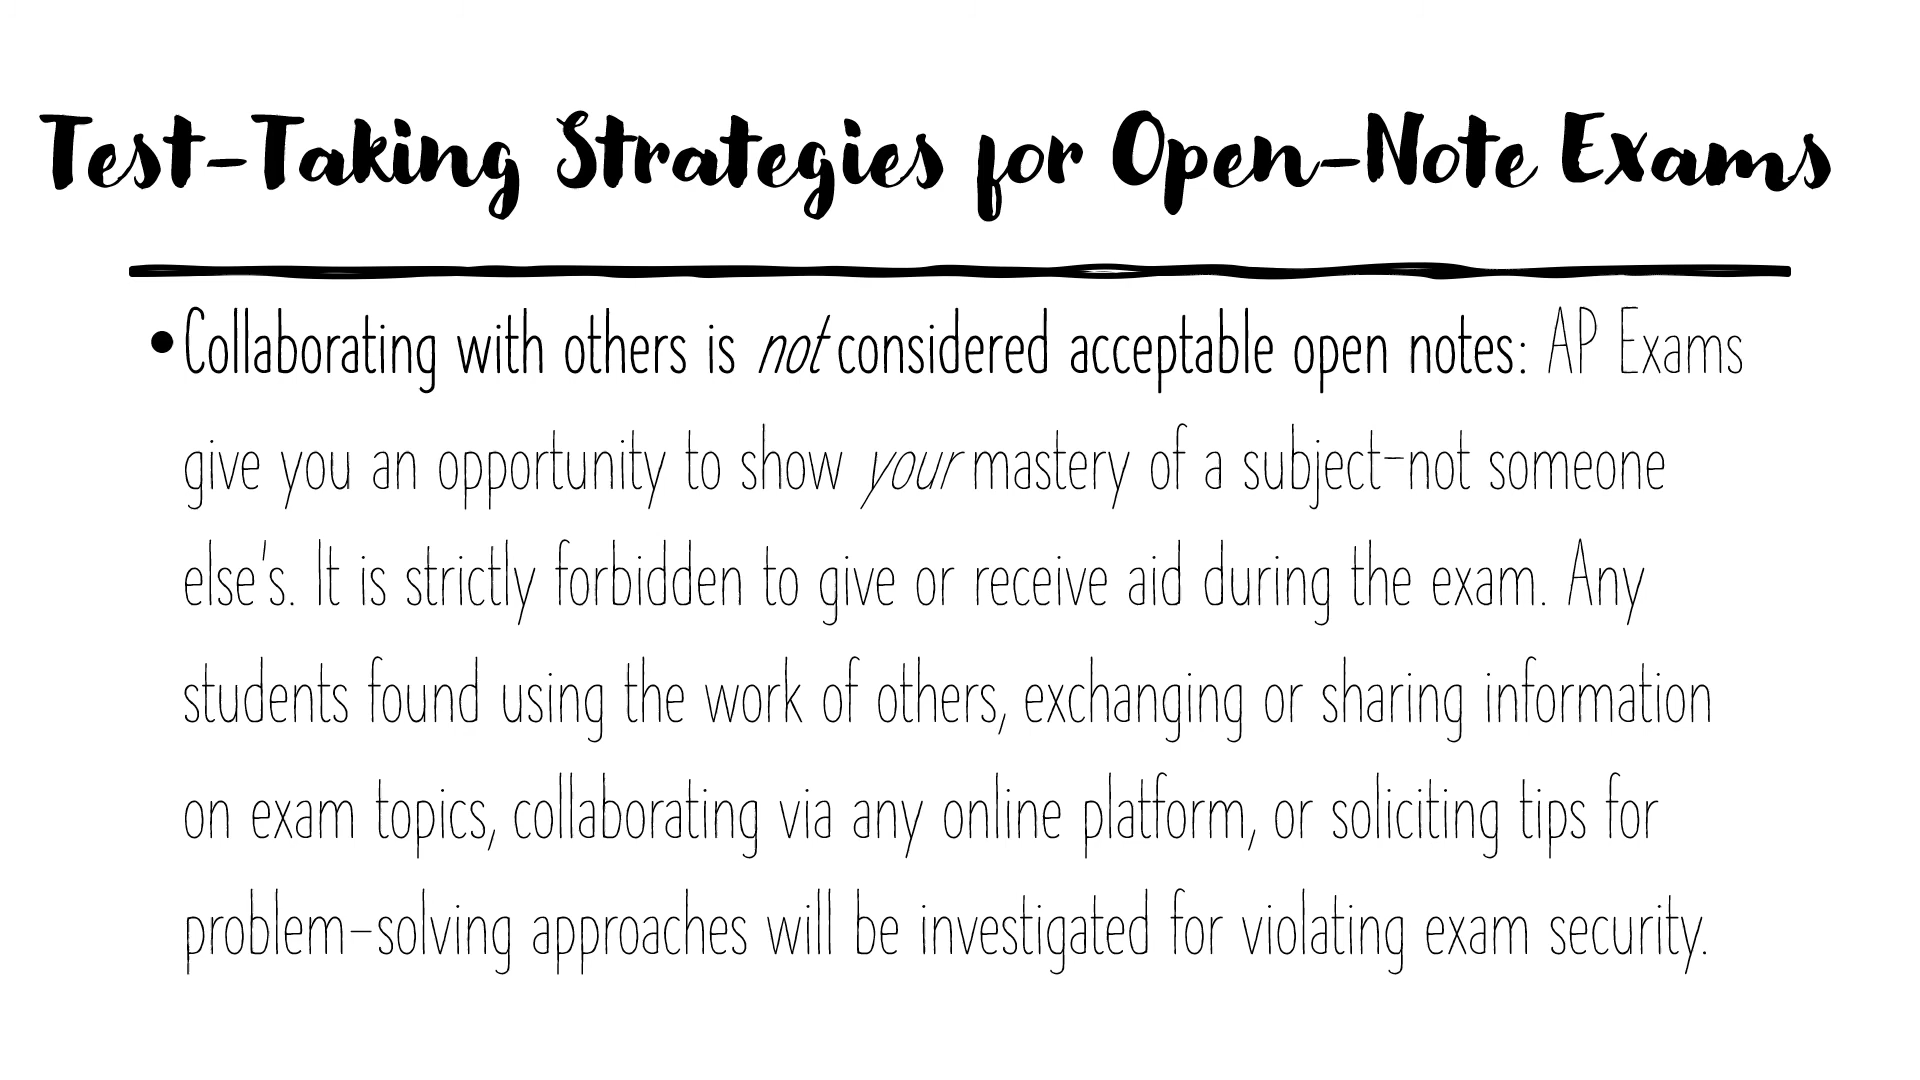 Test-Taking Strategies for Open-Note Exams
•Collaborating with others is not considered acceptable open notes: AP Exams
give you an opportunity to show your mastery of a subject-not someone
else's. It is strictly forbidden to give or receive aid during the exam. Any
students found using the work of others, exchanging or sharing information
on exam topics, collaborating via any online platform, or soliciting tips for
problem-solving approaches will be investigated for violating exam security.